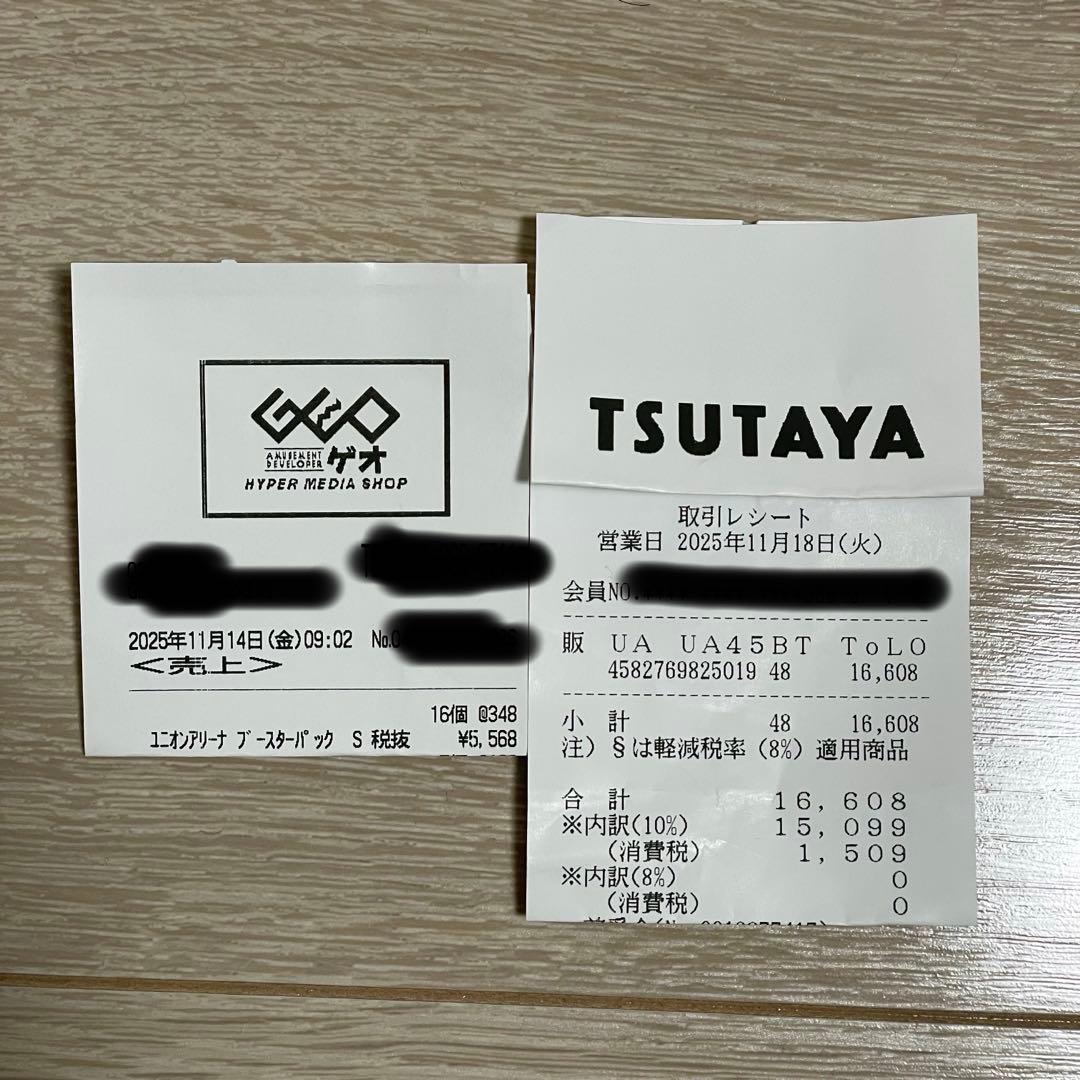 GEO
AMUSEMENT
DEVELOPER ゲオ
HYPER MEDIA SHOP
2025年11月14日(金)09:02 No.0
<売上>
16個 @348
ユニオンアリーナ ブースターパック S 税抜 ¥5,568
TSUTAYA
取引レシート
営業日 2025年11月18日(火)
会員NO.
販 UA UA45BT ToLO
4582769825019 48 16,608
小 計 48 16,608
注) §は軽減税率(8%)適用商品
合 計 16,608
※内訳(10%) 15,099
(消費税) 1,509
※内訳(8%) 0
(消費税) 0